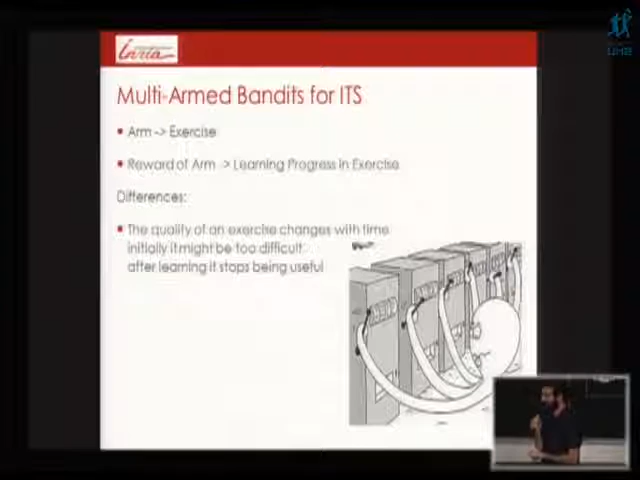 Inria
Multi-Armed Bandits for ITS
Arm -> Exercise
Reward of Arm -> Learning Progress in Exercise
Differences:
The quality of an exercise changes with time
initially it might be too difficult
after learning it stops being useful